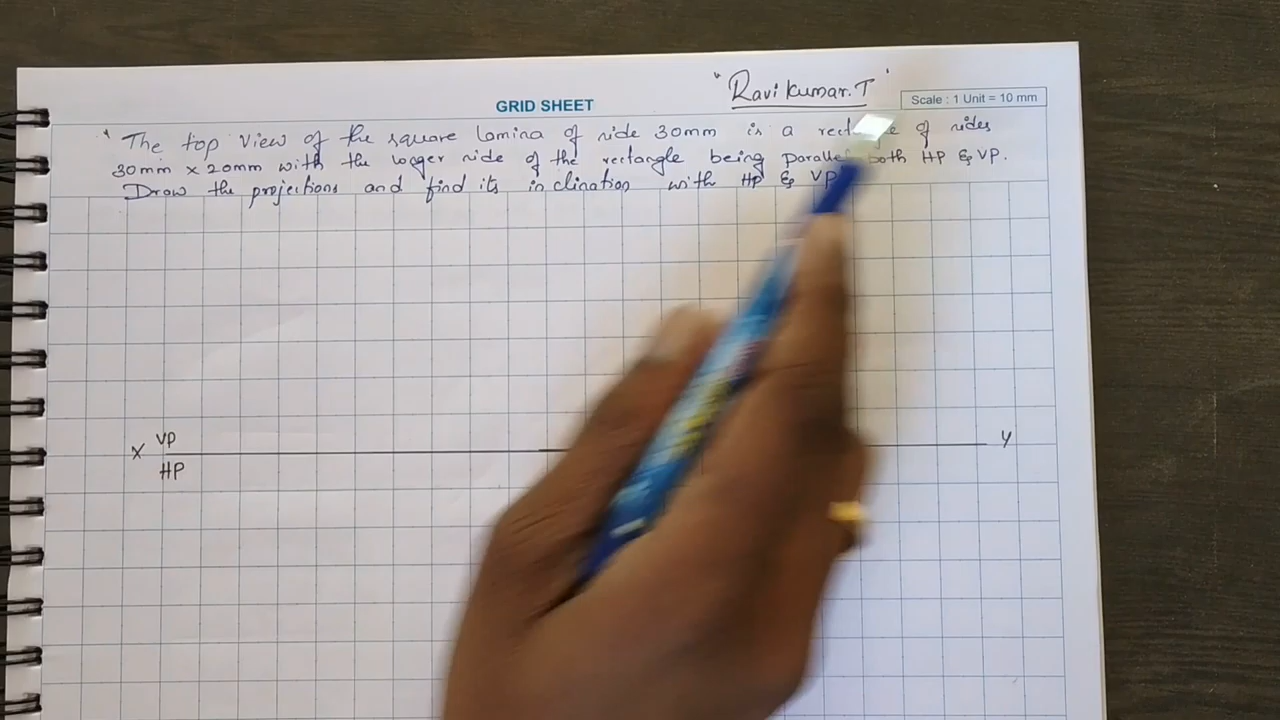 "Ravi Kumar.T"
GRID SHEET
Scale : 1 Unit = 10 mm
" The top view of the square lamina of side 30mm is a of sides
30mm x 20mm with the longer side of the rectangle being both HP & VP.
Draw the projections and find its inclination with HP & VP
VP
X Y
HP